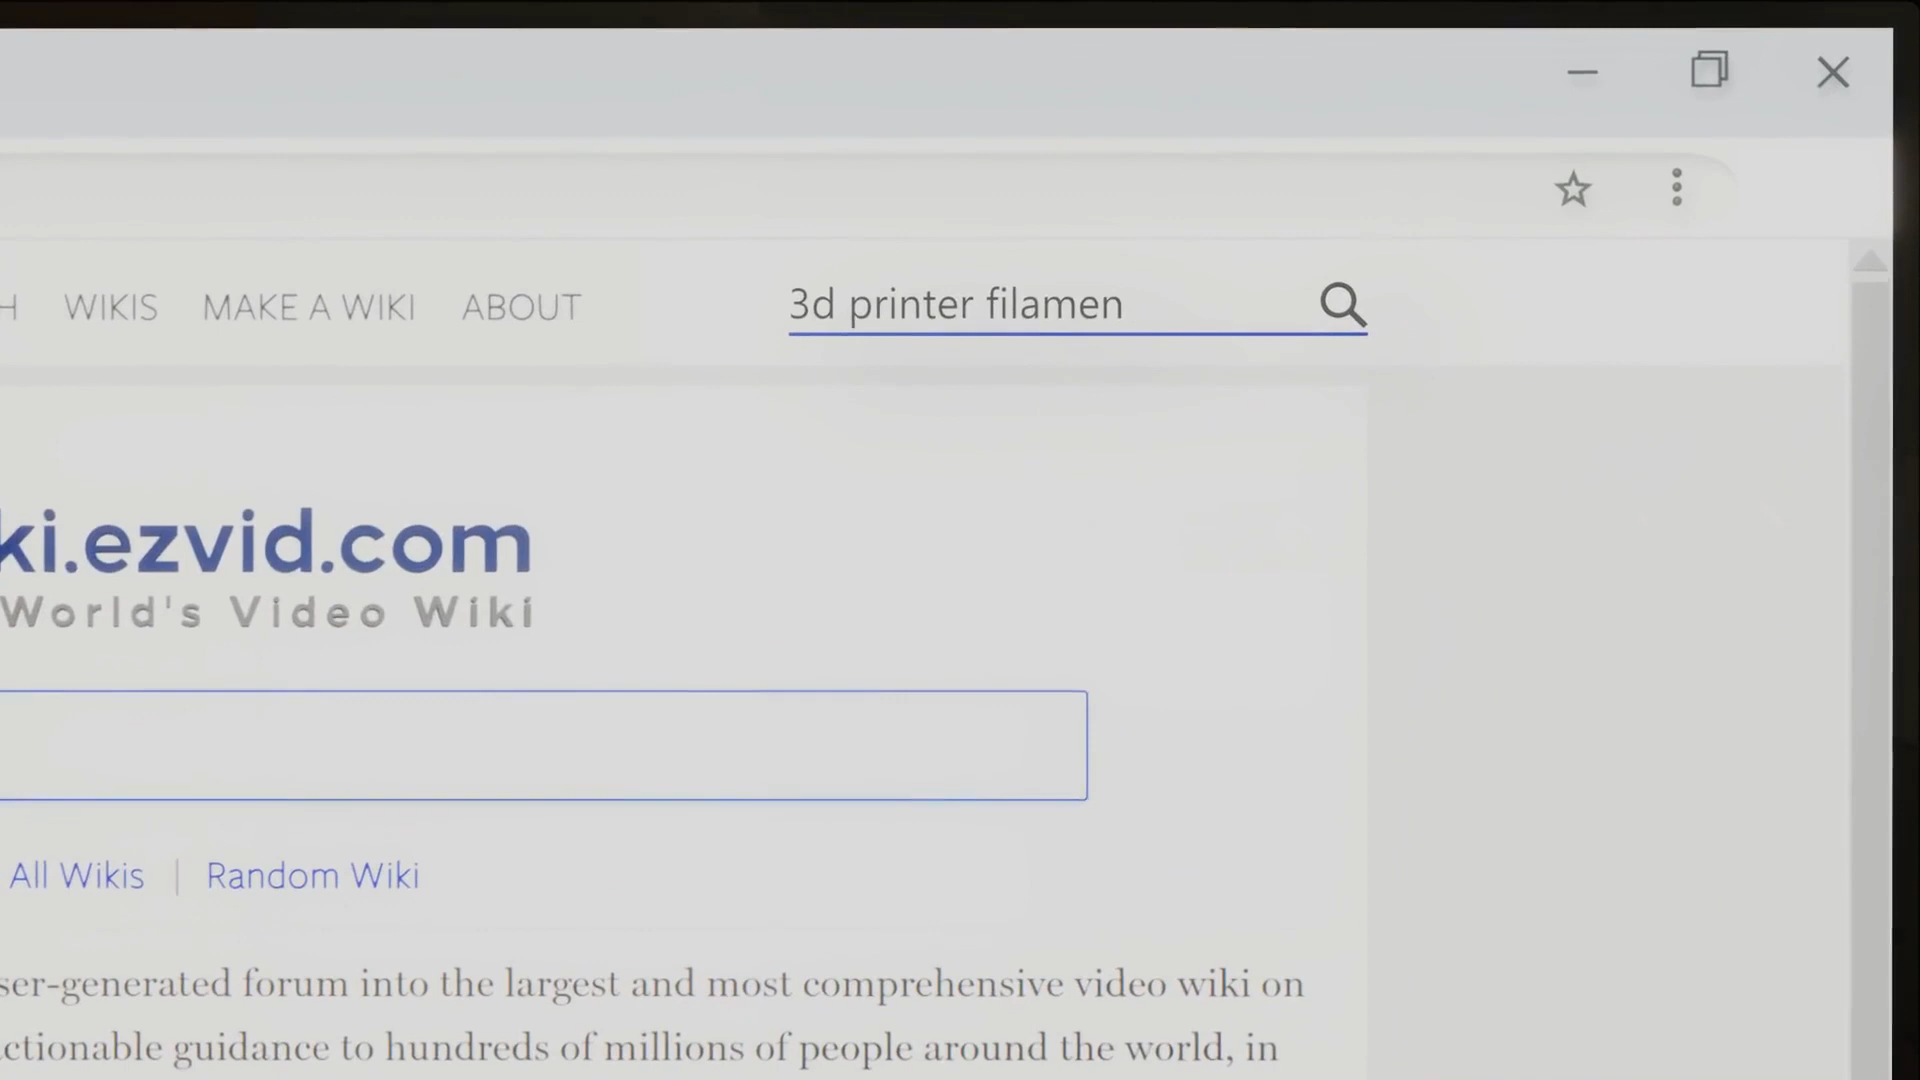 WIKIS MAKE A WIKI ABOUT 3d printer filamen
ki.ezvid.com
World's Video Wiki
All Wikis | Random Wiki
ser-generated forum into the largest and most comprehensive video wiki on
ctionable guidance to hundreds of millions of people around the world, in